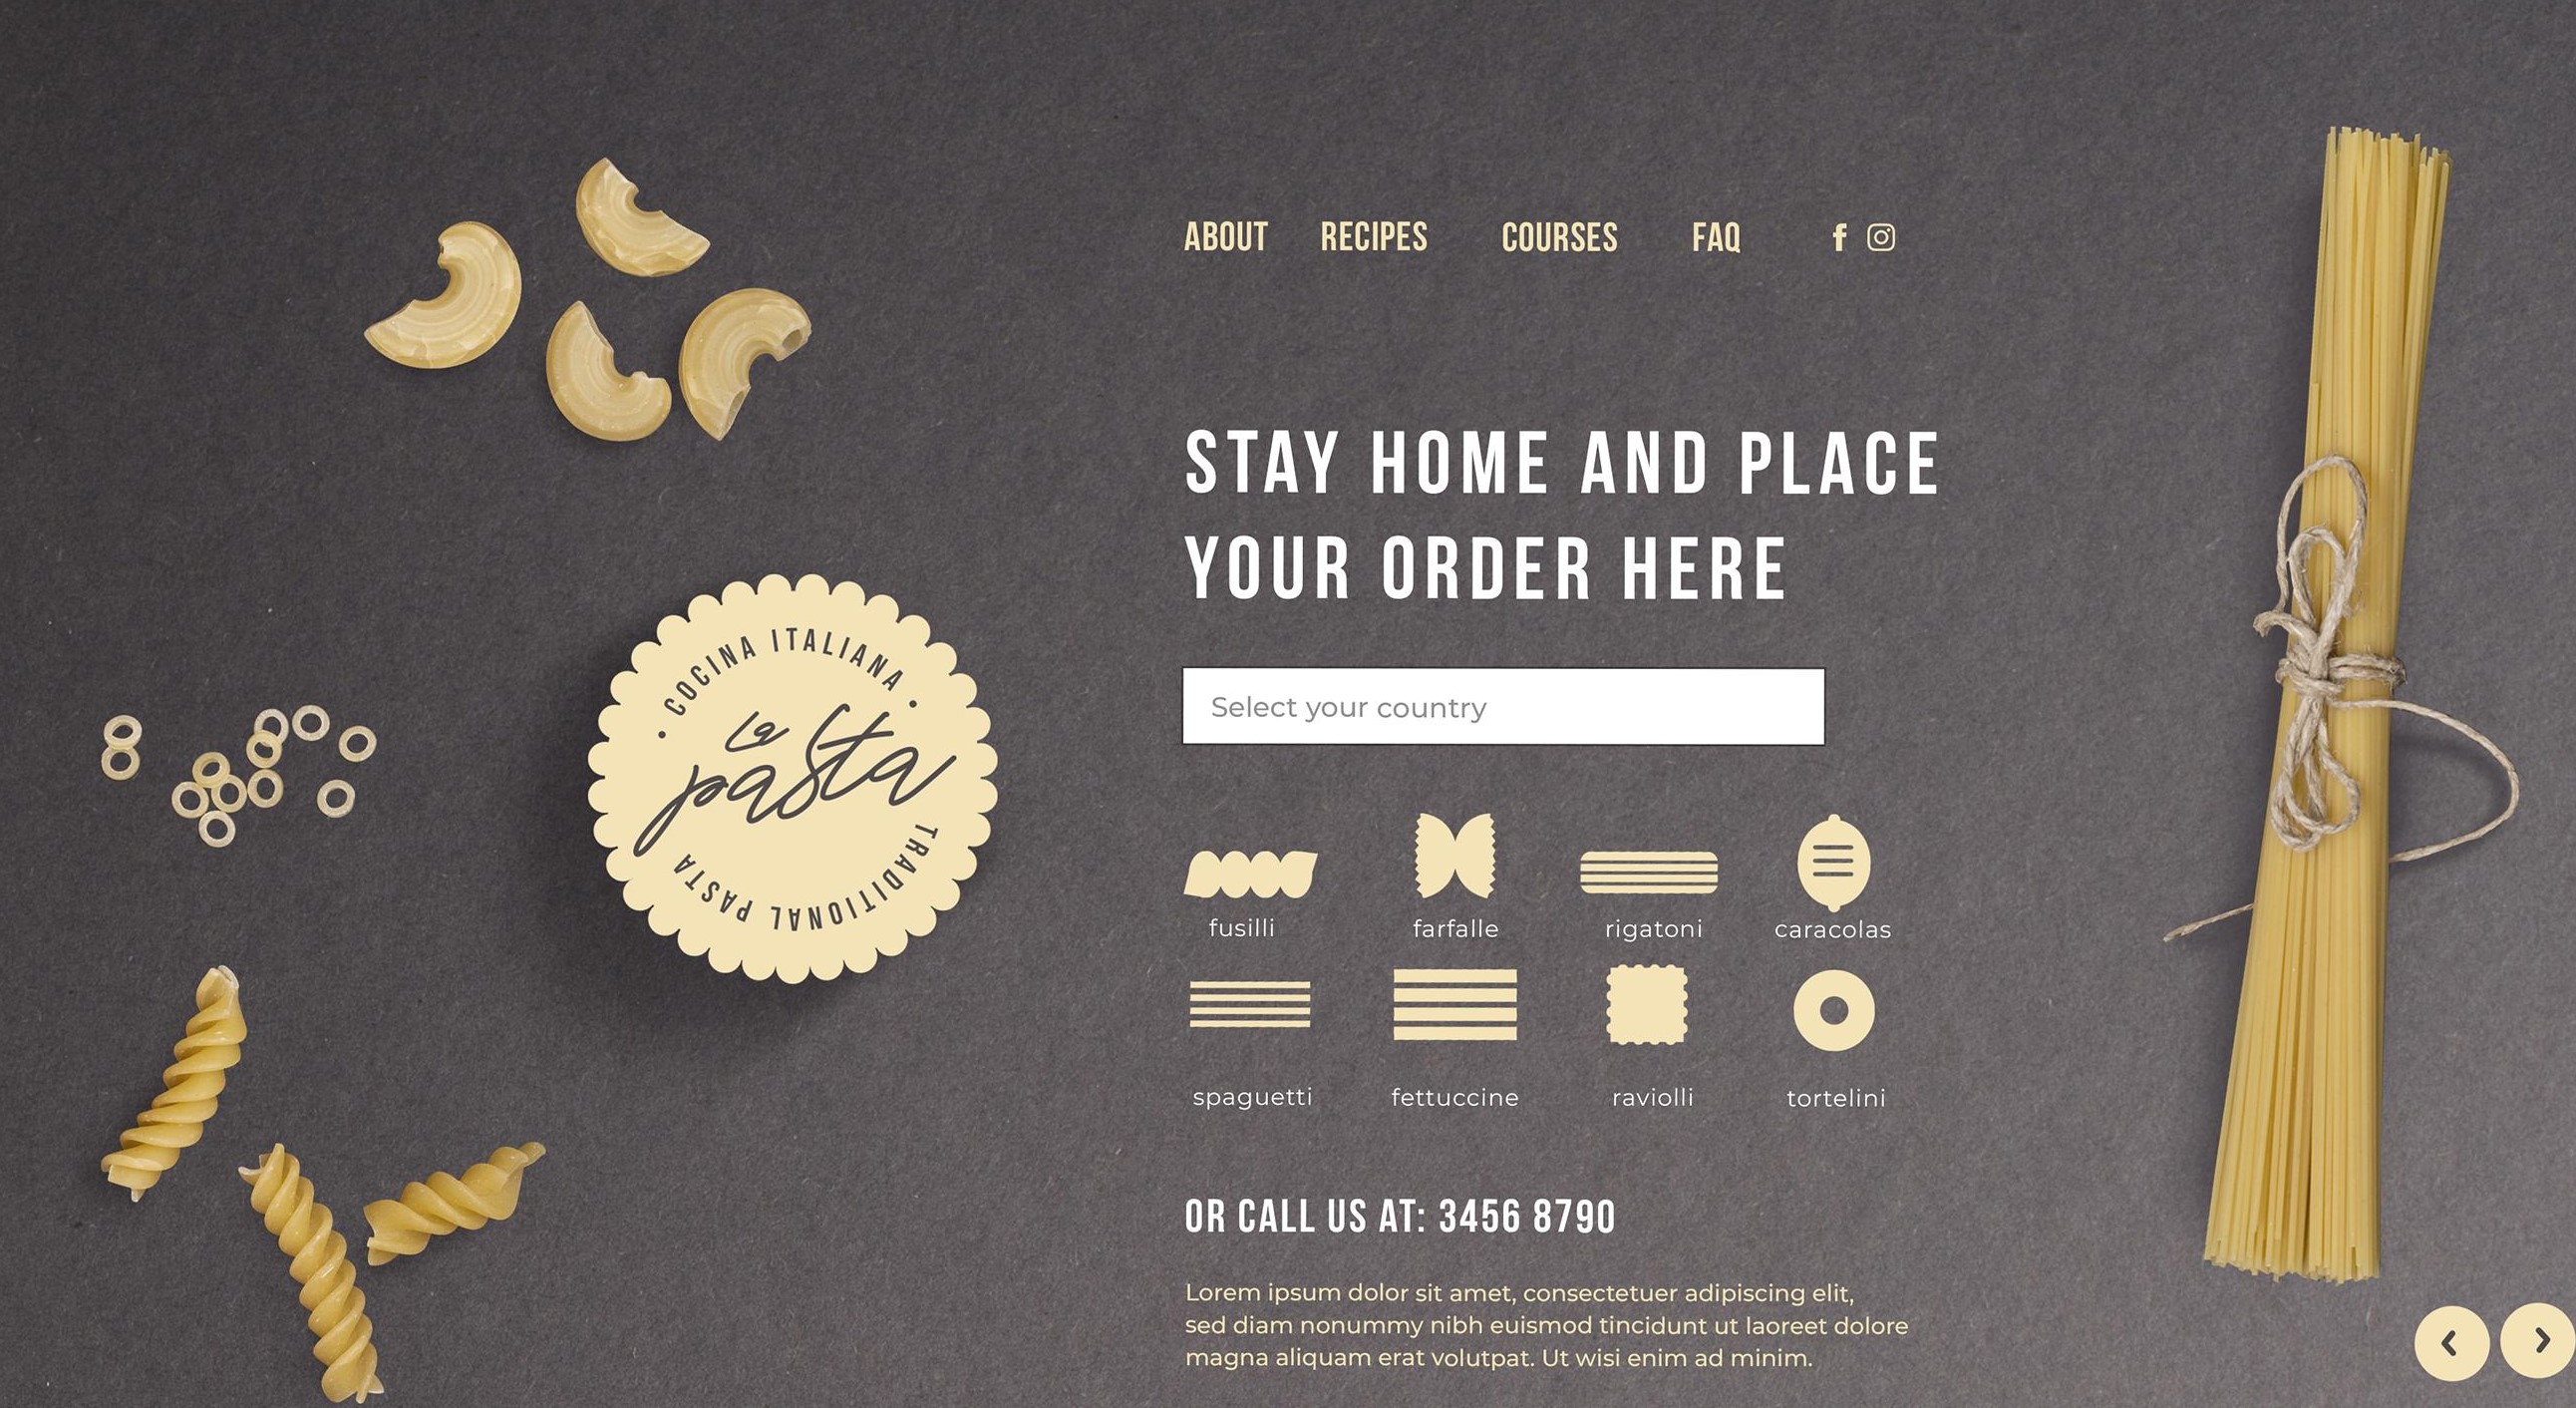 ABOUT RECIPES COURSES FAQ
STAY HOME AND PLACE
YOUR ORDER HERE
Select your country
COCINA ITALIANA
La
pasta
TRADITIONAL PASTA
fusilli farfalle rigatoni caracolas
spaguetti fettuccine raviolli tortelini
OR CALL US AT: 3456 8790
Lorem ipsum dolor sit amet, consectetuer adipiscing elit,
sed diam nonummy nibh euismod tincidunt ut laoreet dolore
magna aliquam erat volutpat. Ut wisi enim ad minim.